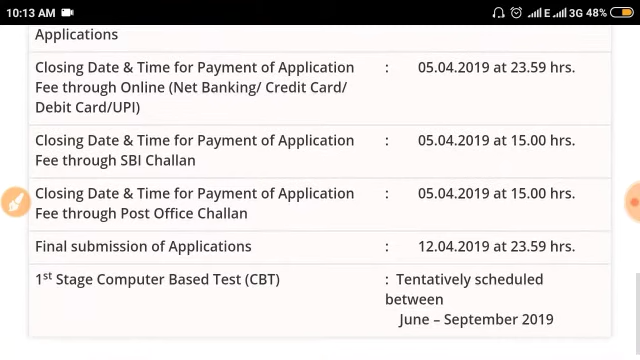 10:13 AM E 3G 48%
Applications
Closing Date & Time for Payment of Application : 05.04.2019 at 23.59 hrs.
Fee through Online (Net Banking/ Credit Card/
Debit Card/UPI)
Closing Date & Time for Payment of Application : 05.04.2019 at 15.00 hrs.
Fee through SBI Challan
Closing Date & Time for Payment of Application : 05.04.2019 at 15.00 hrs.
Fee through Post Office Challan
Final submission of Applications : 12.04.2019 at 23.59 hrs.
1st Stage Computer Based Test (CBT) : Tentatively scheduled
between
June – September 2019